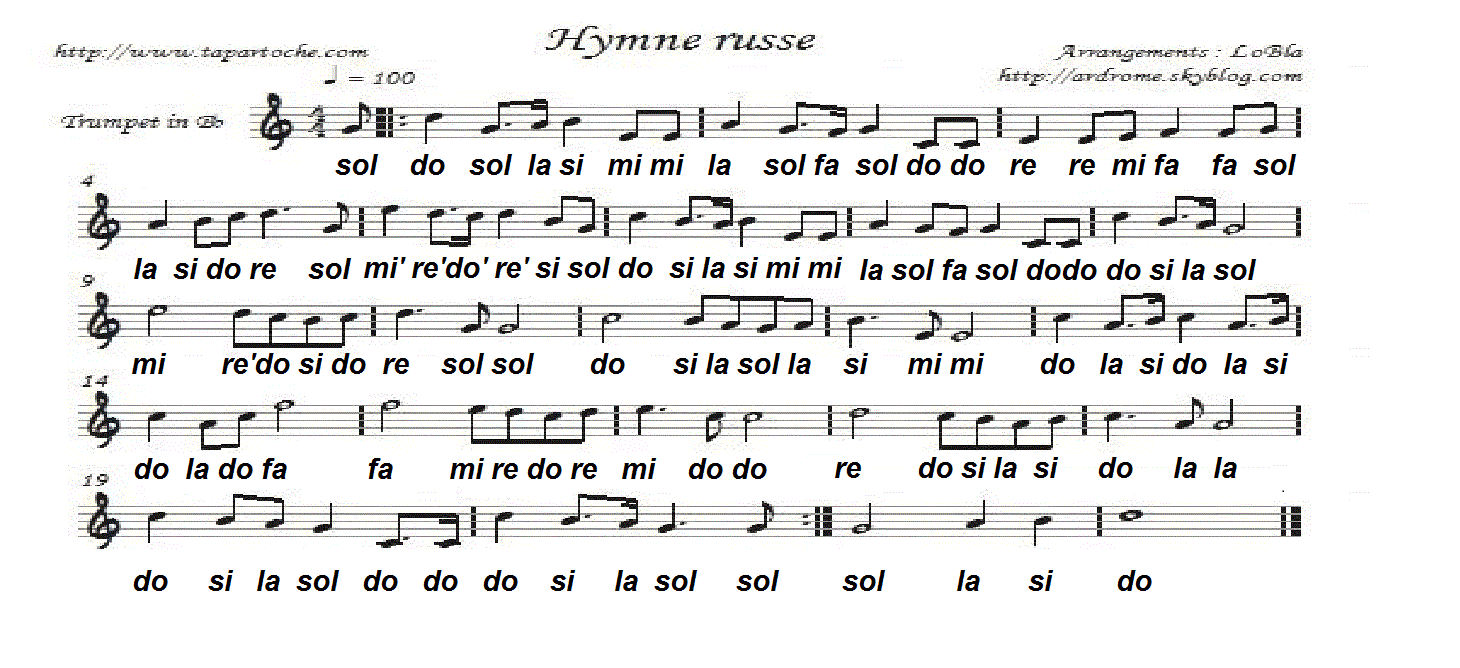 Hymne russe
http://www.tapartoche.com
Arrangements : LoBla
= 100
http://ardrome.skyblog.com
Trumpet in Bb
sol do sol la si mi mi la sol fa sol do do re re mi fa fa sol
4
la si do re sol mi' re'do' re' si sol do si la si mi mi la sol fa sol dodo do si la sol
9
mi re'do si do re sol sol do si la sol la si mi mi do la si do la si
14
do la do fa fa mi re do re mi do do re do si la si do la la
19
do si la sol do do do si la sol sol sol la si do